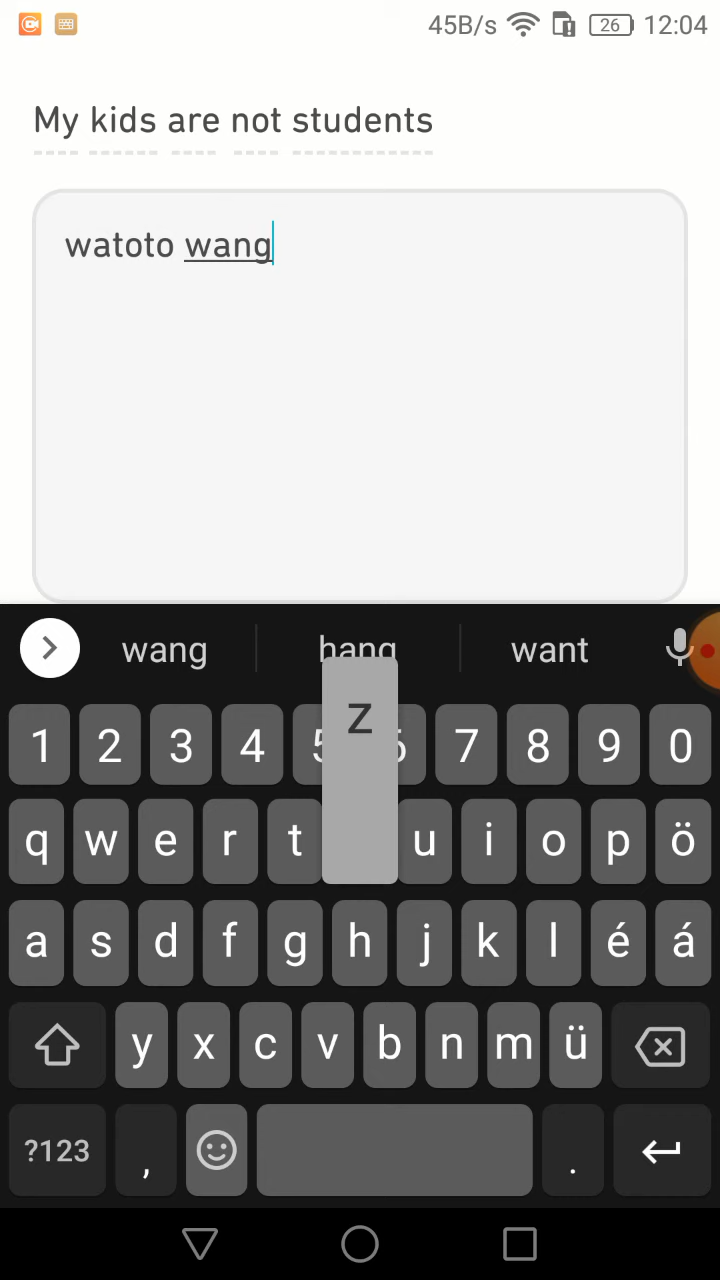 45B/s 26 12:04
My kids are not students
watoto wang
wang hang want
z
1 2 3 4 5 6 7 8 9 0
q w e r t u i o p ö
a s d f g h j k l é á
y x c v b n m ü
?123 , .